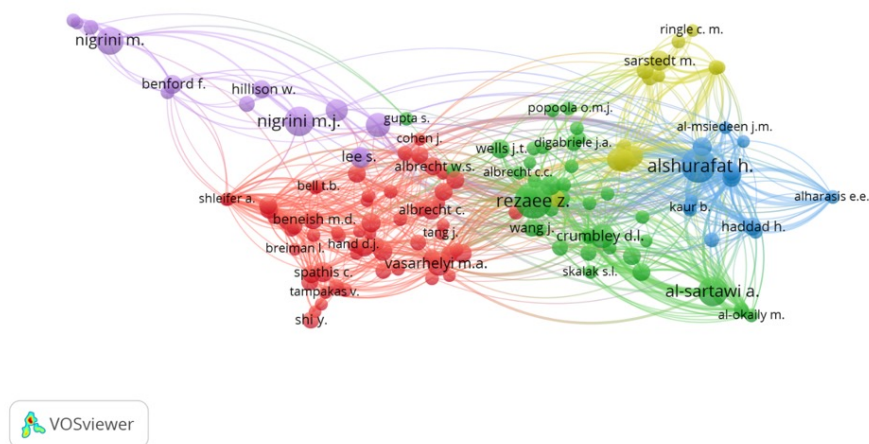 ringle c. m.
nigrini m.
sarstedt m.
benford f.
hillison w.
popoola o.m.j.
nigrini m.j.
gupta s.
al-msiedeen j.m.
cohen j.
digabriele j.a.
wells j.t.
lee s.
albrecht w.s.
alshurafat h.
albrecht c.c.
bell t.b.
shleifer a.
rezaee z.
alharasis e.e.
albrecht c.
kaur b.
beneish m.d.
tang j.
wang j.
haddad h.
crumbley d.l.
breiman l.
hand d.j.
vasarhelyi m.a.
spathis c.
skalak s.l.
tampakas v.
al-sartawi a.
shi y.
al-okaily m.
VOSviewer